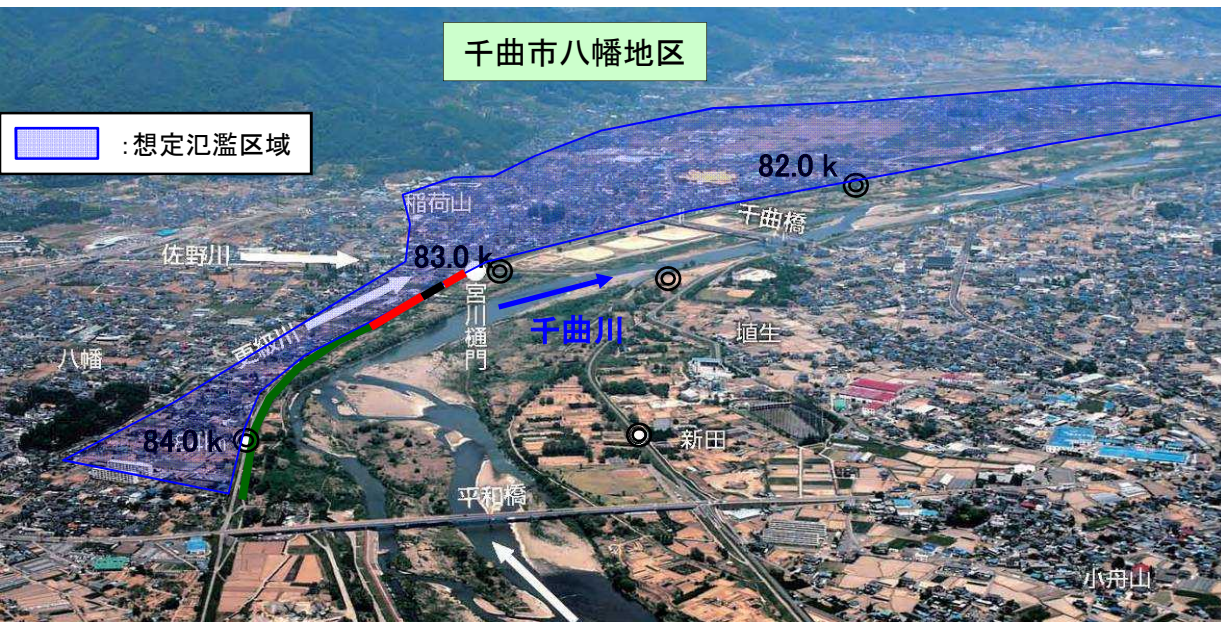 千曲市八幡地区
:想定氾濫区域
82.0 k
稲荷山
千曲橋
佐野川
83.0 k
宮川樋門
千曲川
更級川
埴生
八幡
84.0 k
新田
平和橋
小舟山